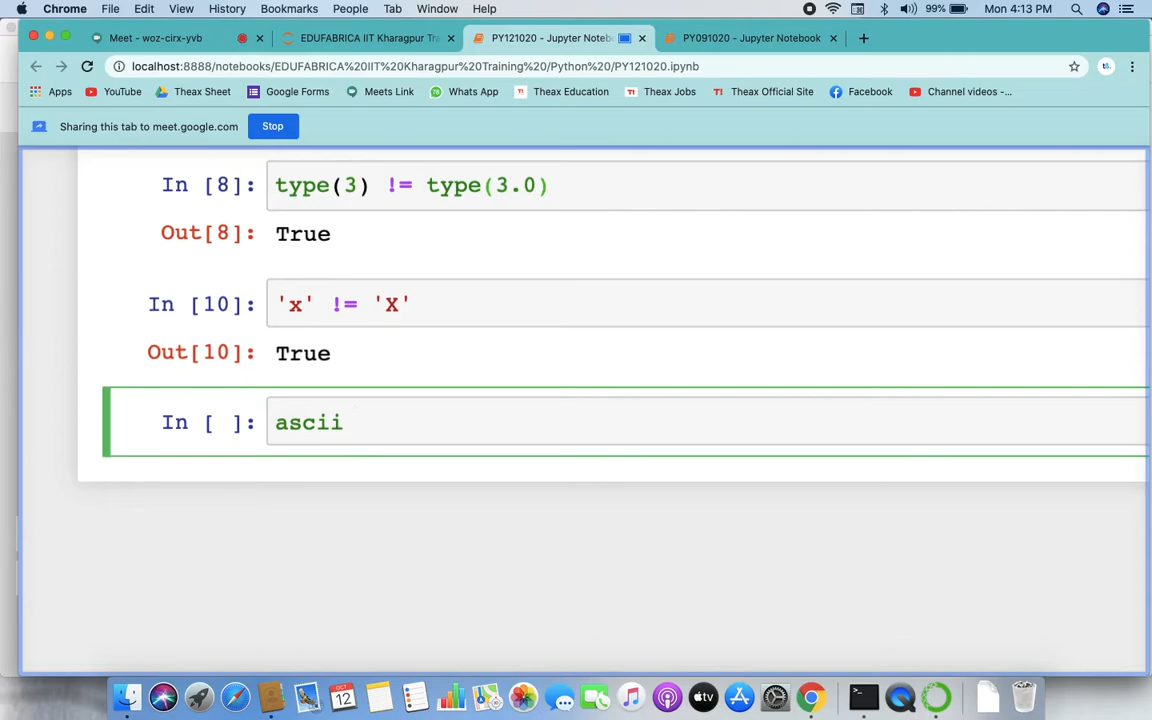 Chrome File Edit View History Bookmarks People Tab Window Help 99% Mon 4:13 PM
Meet - woz-cirx-yvb EDUFABRICA IIT Kharagpur Tra PY121020 - Jupyter Notebo PY091020 - Jupyter Notebook
localhost:8888/notebooks/EDUFABRICA%20IIT%20Kharagpur%20Training%20/Python%20/PY121020.ipynb
Apps YouTube Theax Sheet Google Forms Meets Link Whats App Theax Education Theax Jobs Theax Official Site Facebook Channel videos -...
Sharing this tab to meet.google.com Stop
In [8]: type(3) != type(3.0)
Out[8]: True
In [10]: 'x' != 'X'
Out[10]: True
In [ ]: ascii